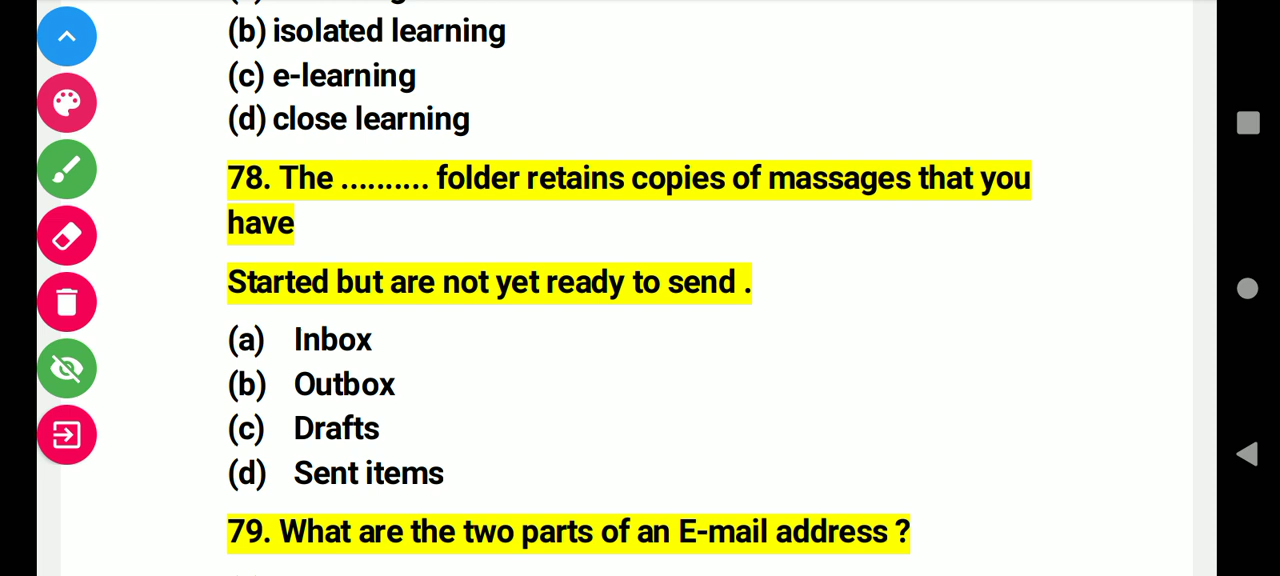 (b) isolated learning
(c) e-learning
(d) close learning
78. The .......... folder retains copies of massages that you
have
Started but are not yet ready to send .
(a) Inbox
(b) Outbox
(c) Drafts
(d) Sent items
79. What are the two parts of an E-mail address ?